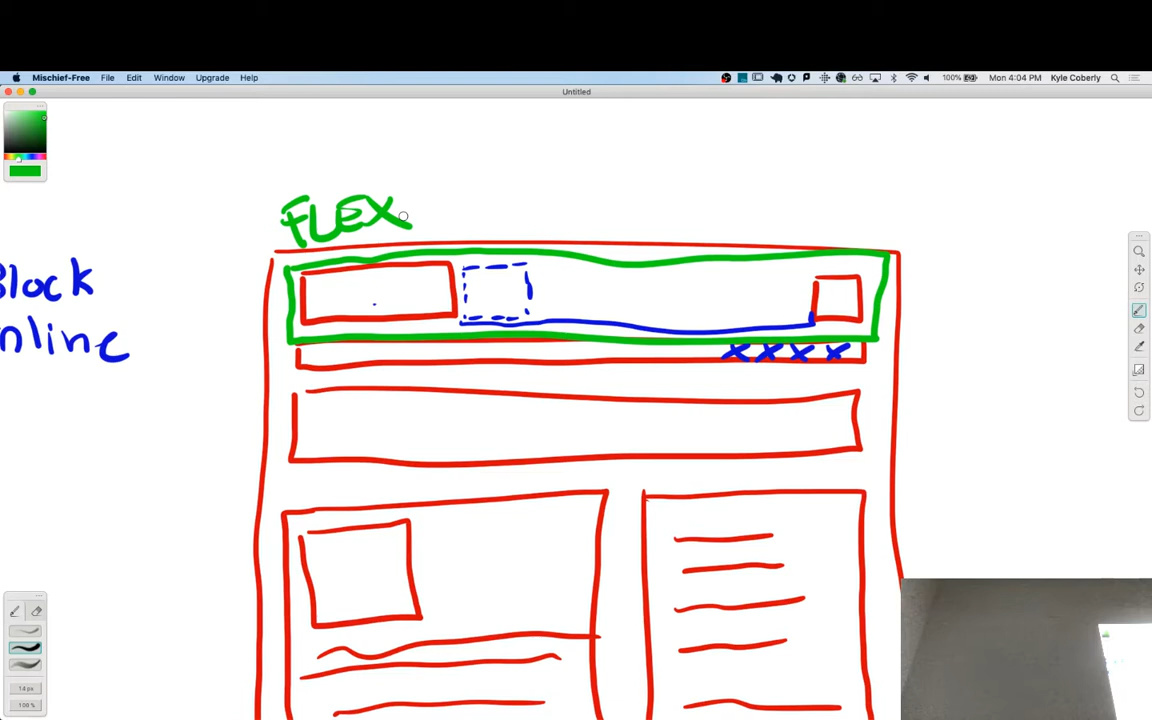 Mischief-Free File Edit Window Upgrade Help 100% Mon 4:04 PM Kyle Coberly
Untitled
FLEX
Block
nline
14 px
100 %